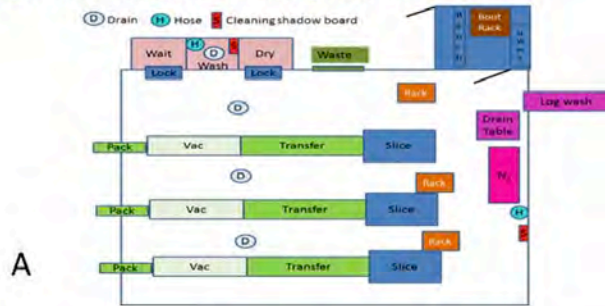 D Drain H Hose S Cleaning shadow board
Wait
H
S
D
Wash
Dry
Waste
Boot
Rack
Lock
Lock
Rack
Log wash
D
Drain
Table
Pack
Vac
Transfer
Slice
D
Rack
Pack
Vac
Transfer
Slice
H
S
D
Rack
Pack
Vac
Transfer
Slice
A